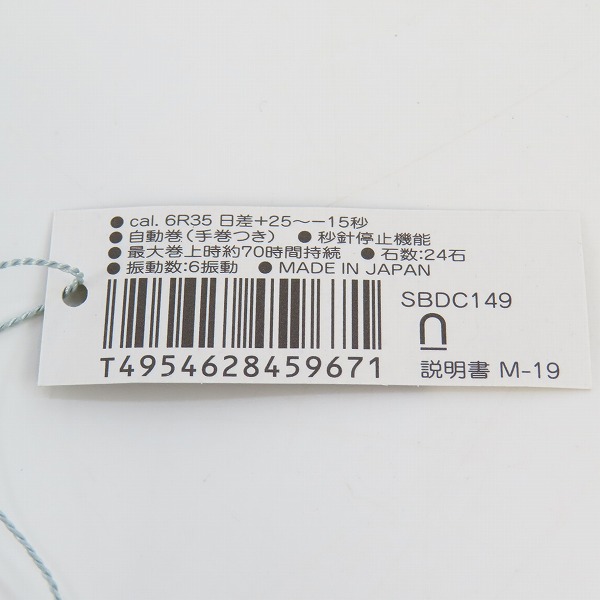 ● cal. 6R35 日差+25～－15秒
● 自動巻（手巻つき） ● 秒針停止機能
● 最大巻上時約70時間持続 ● 石数:24石
● 振動数:6振動 ● MADE IN JAPAN
SBDC149
T4954628459671
説明書 M-19